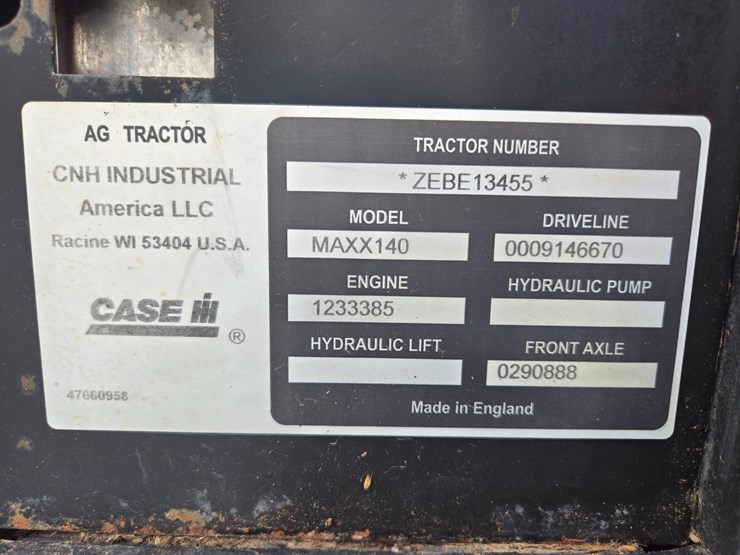 AG TRACTOR
CNH INDUSTRIAL
America LLC
Racine WI 53404 U.S.A.
CASE IH
®
47660958
TRACTOR NUMBER
* ZEBE13455 *
MODEL
MAXX140
DRIVELINE
0009146670
ENGINE
1233385
HYDRAULIC PUMP
HYDRAULIC LIFT
FRONT AXLE
0290888
Made in England